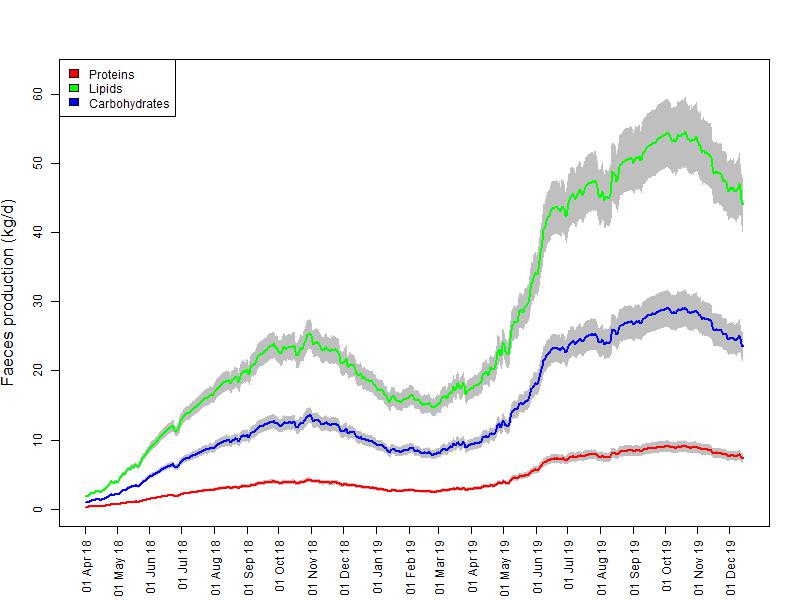 Proteins
Lipids
Carbohydrates
Faeces production (kg/d)
60
50
40
30
20
10
0
01 Apr 18
01 May 18
01 Jun 18
01 Jul 18
01 Aug 18
01 Sep 18
01 Oct 18
01 Nov 18
01 Dec 18
01 Jan 19
01 Feb 19
01 Mar 19
01 Apr 19
01 May 19
01 Jun 19
01 Jul 19
01 Aug 19
01 Sep 19
01 Oct 19
01 Nov 19
01 Dec 19